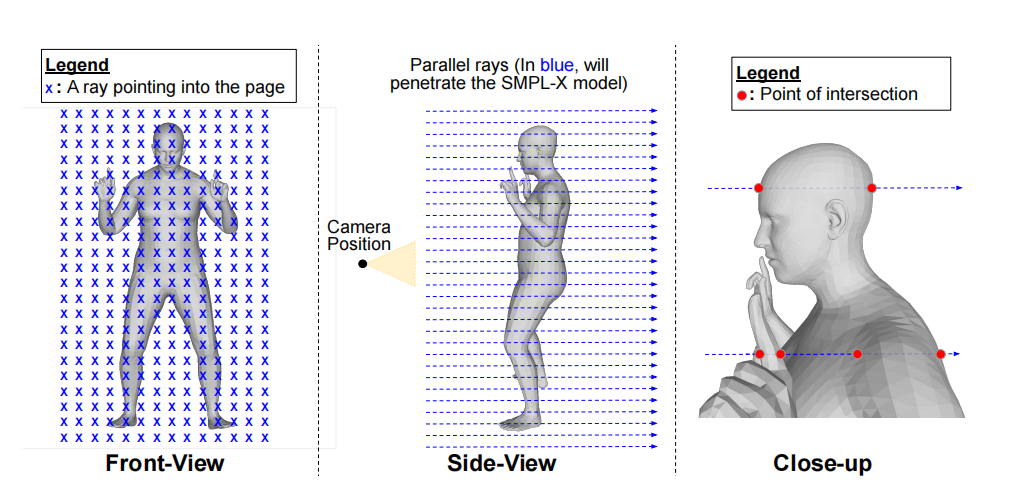 Legend
x : A ray pointing into the page
Front-View
Parallel rays (In blue, will
penetrate the SMPL-X model)
Camera
Position
Side-View
Legend
: Point of intersection
Close-up